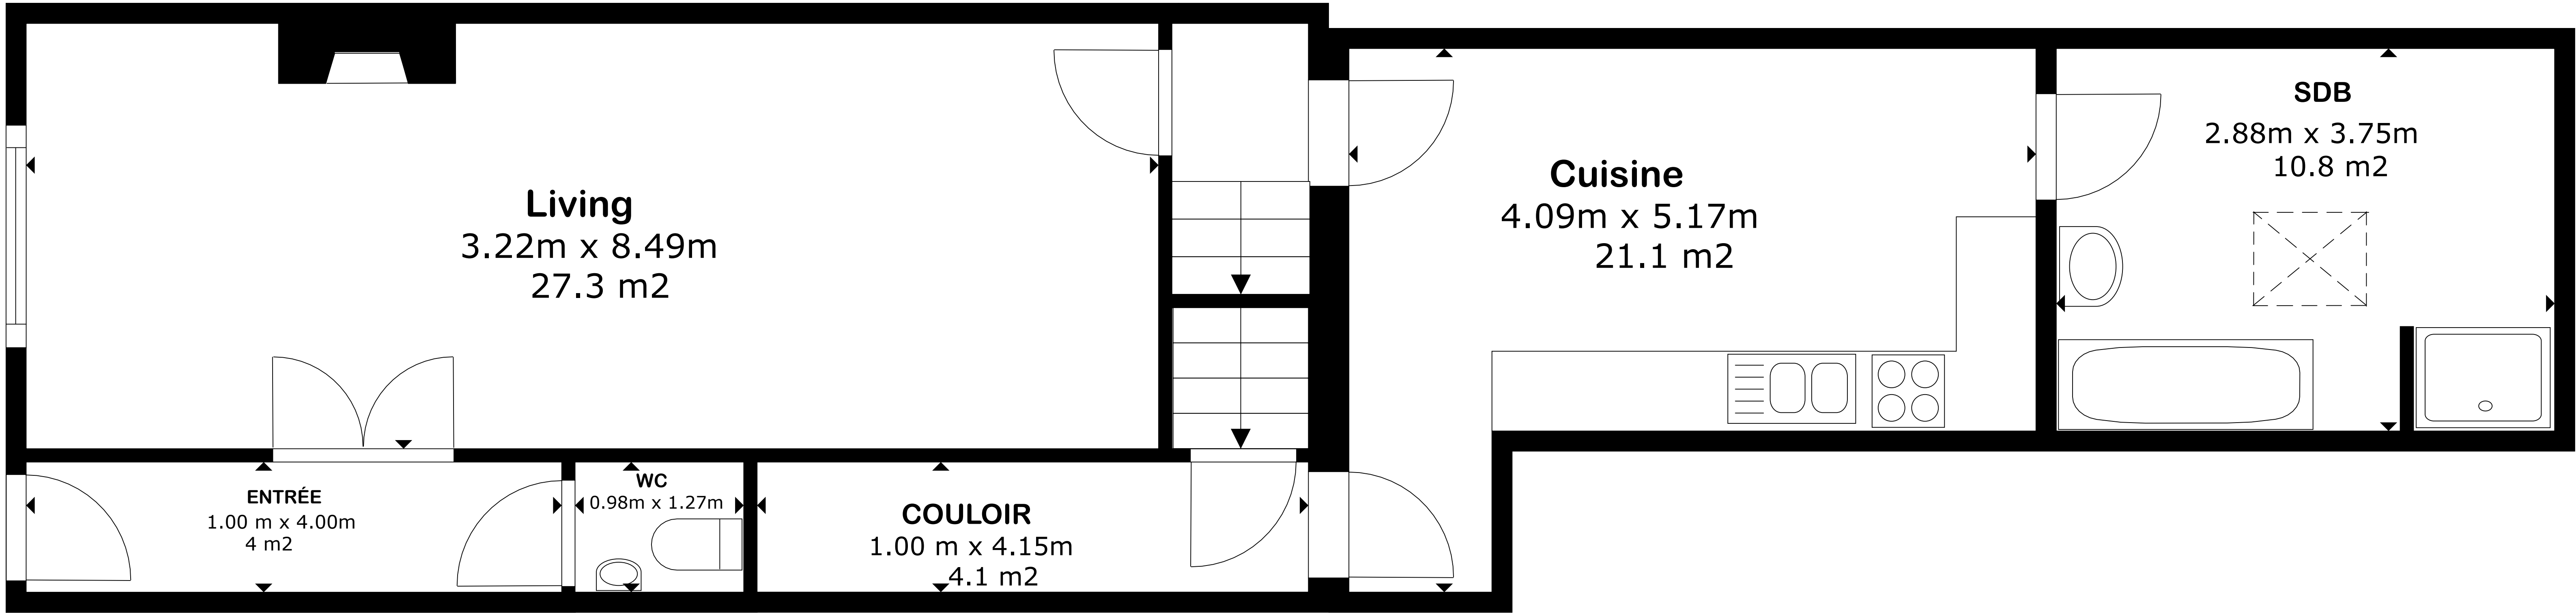 Living
3.22m x 8.49m
27.3 m2
Cuisine
4.09m x 5.17m
21.1 m2
SDB
2.88m x 3.75m
10.8 m2
ENTRÉE
1.00 m x 4.00m
4 m2
WC
0.98m x 1.27m
COULOIR
1.00 m x 4.15m
4.1 m2